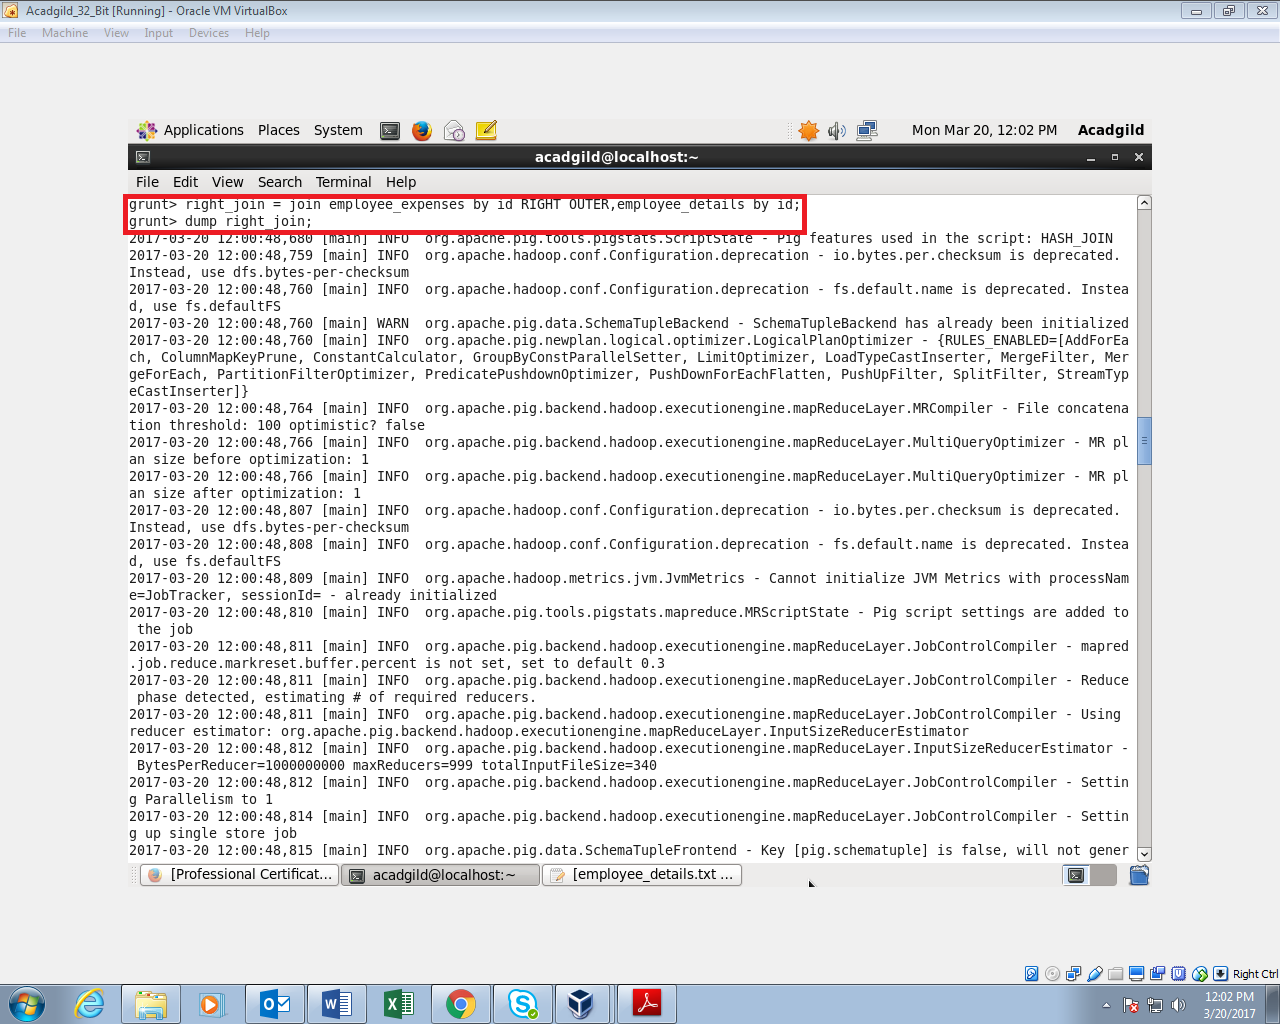 Acadgild_32_Bit [Running] - Oracle VM VirtualBox
File Machine View Input Devices Help
Applications Places System Mon Mar 20, 12:02 PM Acadgild
acadgild@localhost:~
File Edit View Search Terminal Help
grunt> right_join = join employee_expenses by id RIGHT OUTER,employee_details by id;
grunt> dump right_join;
2017-03-20 12:00:48,680 [main] INFO  org.apache.pig.tools.pigstats.ScriptState - Pig features used in the script: HASH_JOIN
2017-03-20 12:00:48,759 [main] INFO  org.apache.hadoop.conf.Configuration.deprecation - io.bytes.per.checksum is deprecated.
Instead, use dfs.bytes-per-checksum
2017-03-20 12:00:48,760 [main] INFO  org.apache.hadoop.conf.Configuration.deprecation - fs.default.name is deprecated. Instea
d, use fs.defaultFS
2017-03-20 12:00:48,760 [main] WARN  org.apache.pig.data.SchemaTupleBackend - SchemaTupleBackend has already been initialized
2017-03-20 12:00:48,760 [main] INFO  org.apache.pig.newplan.logical.optimizer.LogicalPlanOptimizer - {RULES_ENABLED=[AddForEa
ch, ColumnMapKeyPrune, ConstantCalculator, GroupByConstParallelSetter, LimitOptimizer, LoadTypeCastInserter, MergeFilter, Mer
geForEach, PartitionFilterOptimizer, PredicatePushdownOptimizer, PushDownForEachFlatten, PushUpFilter, SplitFilter, StreamTyp
eCastInserter]}
2017-03-20 12:00:48,764 [main] INFO  org.apache.pig.backend.hadoop.executionengine.mapReduceLayer.MRCompiler - File concatena
tion threshold: 100 optimistic? false
2017-03-20 12:00:48,766 [main] INFO  org.apache.pig.backend.hadoop.executionengine.mapReduceLayer.MultiQueryOptimizer - MR pl
an size before optimization: 1
2017-03-20 12:00:48,766 [main] INFO  org.apache.pig.backend.hadoop.executionengine.mapReduceLayer.MultiQueryOptimizer - MR pl
an size after optimization: 1
2017-03-20 12:00:48,807 [main] INFO  org.apache.hadoop.conf.Configuration.deprecation - io.bytes.per.checksum is deprecated.
Instead, use dfs.bytes-per-checksum
2017-03-20 12:00:48,808 [main] INFO  org.apache.hadoop.conf.Configuration.deprecation - fs.default.name is deprecated. Instea
d, use fs.defaultFS
2017-03-20 12:00:48,809 [main] INFO  org.apache.hadoop.metrics.jvm.JvmMetrics - Cannot initialize JVM Metrics with processNam
e=JobTracker, sessionId= - already initialized
2017-03-20 12:00:48,810 [main] INFO  org.apache.pig.tools.pigstats.mapreduce.MRScriptState - Pig script settings are added to
the job
2017-03-20 12:00:48,811 [main] INFO  org.apache.pig.backend.hadoop.executionengine.mapReduceLayer.JobControlCompiler - mapred
.job.reduce.markreset.buffer.percent is not set, set to default 0.3
2017-03-20 12:00:48,811 [main] INFO  org.apache.pig.backend.hadoop.executionengine.mapReduceLayer.JobControlCompiler - Reduce
phase detected, estimating # of required reducers.
2017-03-20 12:00:48,811 [main] INFO  org.apache.pig.backend.hadoop.executionengine.mapReduceLayer.JobControlCompiler - Using
reducer estimator: org.apache.pig.backend.hadoop.executionengine.mapReduceLayer.InputSizeReducerEstimator
2017-03-20 12:00:48,812 [main] INFO  org.apache.pig.backend.hadoop.executionengine.mapReduceLayer.InputSizeReducerEstimator -
BytesPerReducer=1000000000 maxReducers=999 totalInputFileSize=340
2017-03-20 12:00:48,812 [main] INFO  org.apache.pig.backend.hadoop.executionengine.mapReduceLayer.JobControlCompiler - Settin
g Parallelism to 1
2017-03-20 12:00:48,814 [main] INFO  org.apache.pig.backend.hadoop.executionengine.mapReduceLayer.JobControlCompiler - Settin
g up single store job
2017-03-20 12:00:48,815 [main] INFO  org.apache.pig.data.SchemaTupleFrontend - Key [pig.schematuple] is false, will not gener
[Professional Certificat... acadgild@localhost:~ [employee_details.txt ...
Right Ctrl
12:02 PM
3/20/2017